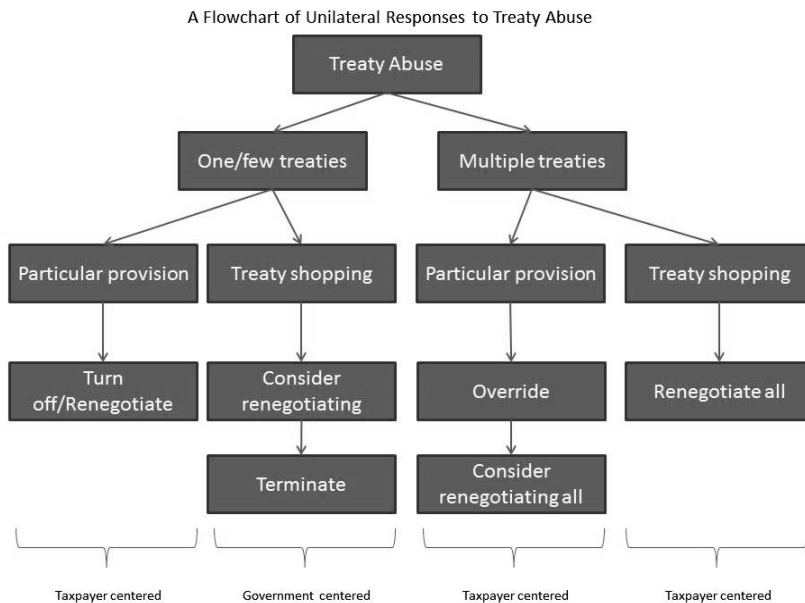 A Flowchart of Unilateral Responses to Treaty Abuse
Treaty Abuse
One/few treaties
Multiple treaties
Particular provision
Treaty shopping
Particular provision
Treaty shopping
Turn
off/Renegotiate
Consider
renegotiating
Override
Renegotiate all
Terminate
Consider
renegotiating all
Taxpayer centered
Government centered
Taxpayer centered
Taxpayer centered